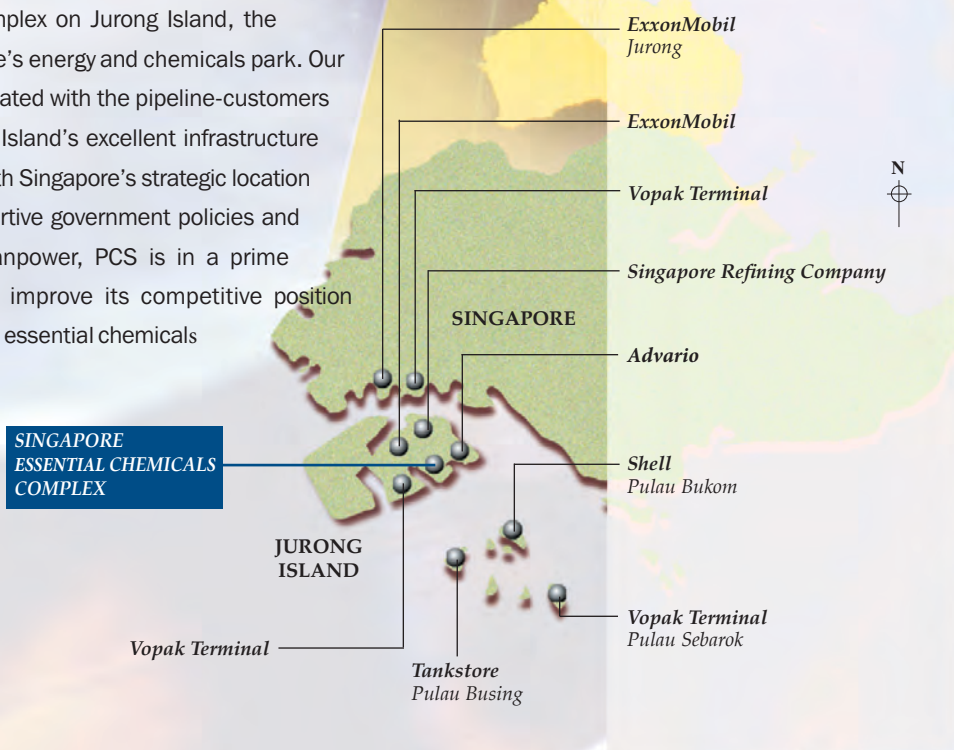 mplex on Jurong Island, the
e's energy and chemicals park. Our
ated with the pipeline-customers
Island's excellent infrastructure
th Singapore's strategic location
rtive government policies and
anpower, PCS is in a prime
improve its competitive position
essential chemicals
ExxonMobil
Jurong
ExxonMobil
Vopak Terminal
N
Singapore Refining Company
SINGAPORE
Advario
SINGAPORE
ESSENTIAL CHEMICALS
COMPLEX
Shell
Pulau Bukom
JURONG
ISLAND
Vopak Terminal
Pulau Sebarok
Vopak Terminal
Tankstore
Pulau Busing